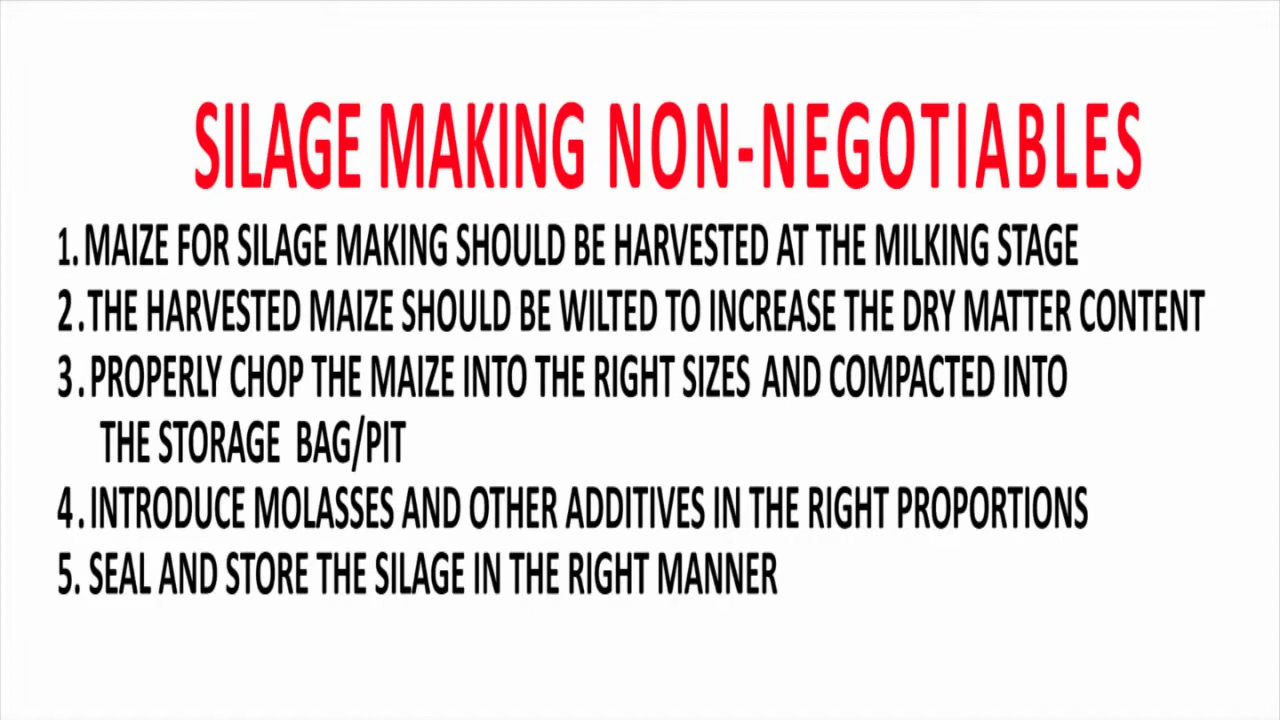 SILAGE MAKING NON-NEGOTIABLES
1. MAIZE FOR SILAGE MAKING SHOULD BE HARVESTED AT THE MILKING STAGE
2. THE HARVESTED MAIZE SHOULD BE WILTED TO INCREASE THE DRY MATTER CONTENT
3. PROPERLY CHOP THE MAIZE INTO THE RIGHT SIZES AND COMPACTED INTO
THE STORAGE BAG/PIT
4. INTRODUCE MOLASSES AND OTHER ADDITIVES IN THE RIGHT PROPORTIONS
5. SEAL AND STORE THE SILAGE IN THE RIGHT MANNER